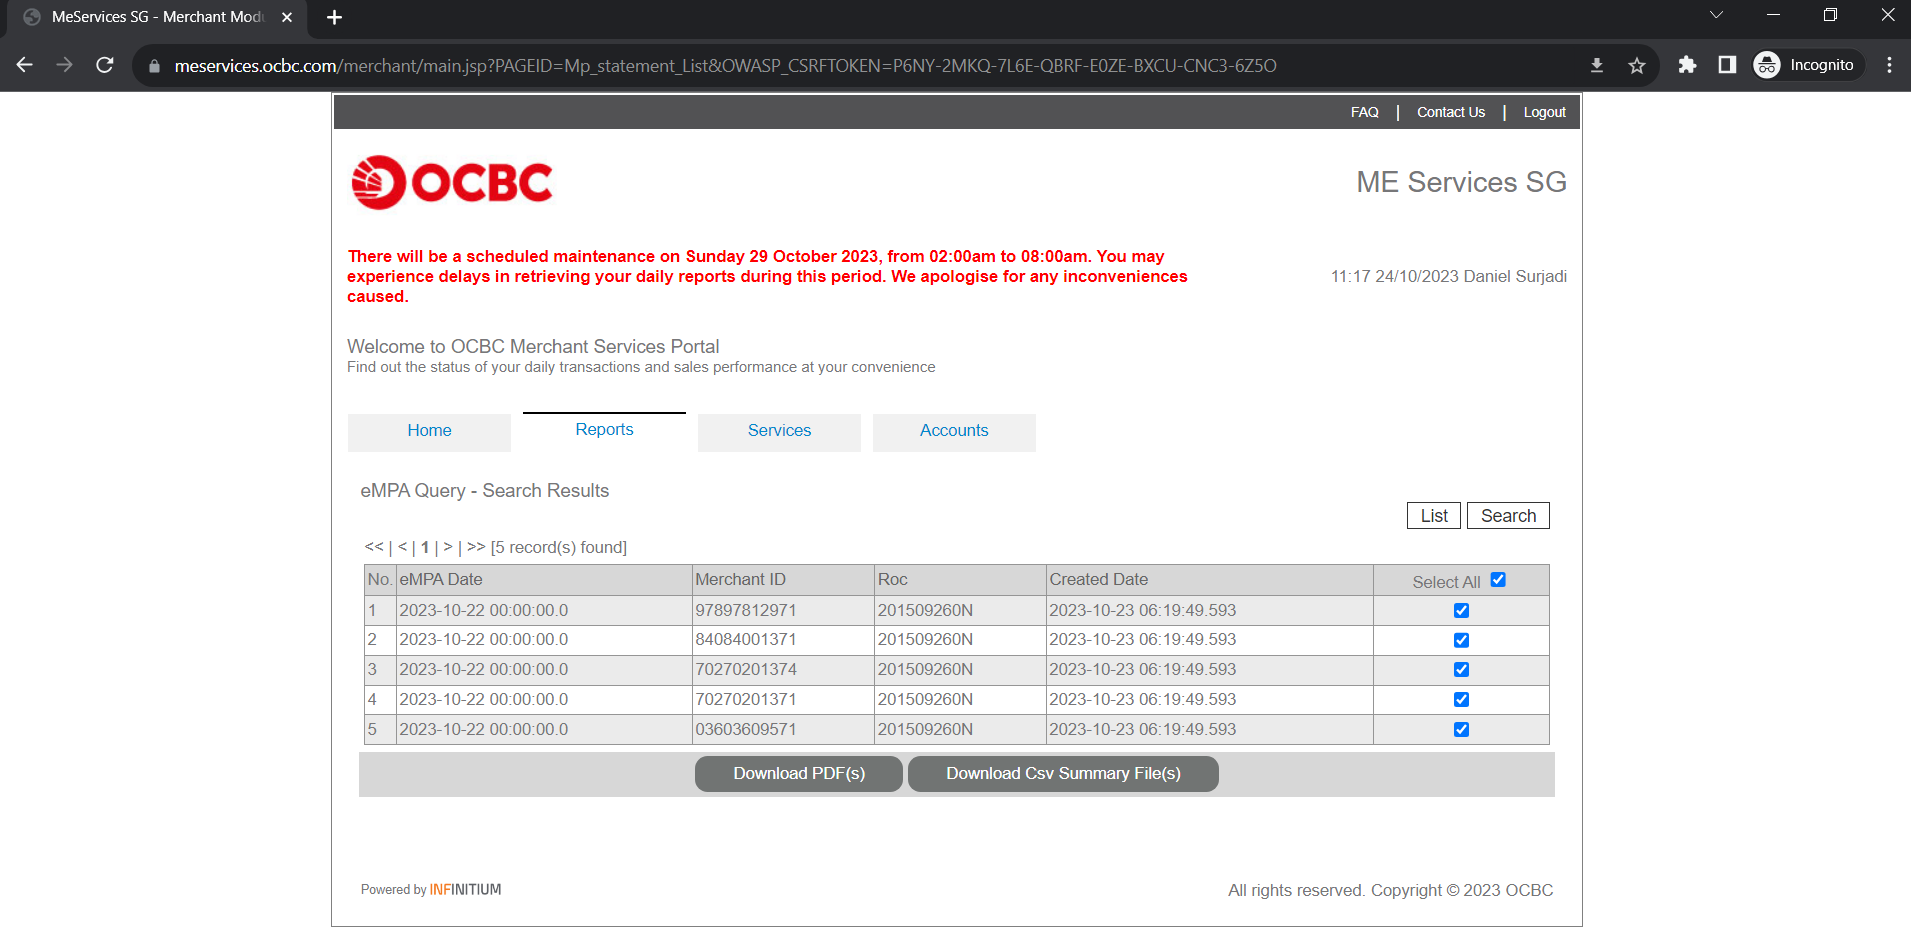 MeServices SG - Merchant Modu
meservices.ocbc.com/merchant/main.jsp?PAGEID=Mp_statement_List&OWASP_CSRFTOKEN=P6NY-2MKQ-7L6E-QBRF-E0ZE-BXCU-CNC3-6Z5O
Incognito
FAQ | Contact Us | Logout
OCBC
ME Services SG
There will be a scheduled maintenance on Sunday 29 October 2023, from 02:00am to 08:00am. You may
experience delays in retrieving your daily reports during this period. We apologise for any inconveniences
caused.
11:17 24/10/2023 Daniel Surjadi
Welcome to OCBC Merchant Services Portal
Find out the status of your daily transactions and sales performance at your convenience
Home Reports Services Accounts
eMPA Query - Search Results
List Search
<< | < | 1 | > | >> [5 record(s) found]
No. eMPA Date Merchant ID Roc Created Date Select All
1 2023-10-22 00:00:00.0 97897812971 201509260N 2023-10-23 06:19:49.593
2 2023-10-22 00:00:00.0 84084001371 201509260N 2023-10-23 06:19:49.593
3 2023-10-22 00:00:00.0 70270201374 201509260N 2023-10-23 06:19:49.593
4 2023-10-22 00:00:00.0 70270201371 201509260N 2023-10-23 06:19:49.593
5 2023-10-22 00:00:00.0 03603609571 201509260N 2023-10-23 06:19:49.593
Download PDF(s) Download Csv Summary File(s)
Powered by INFINITIUM
All rights reserved. Copyright © 2023 OCBC